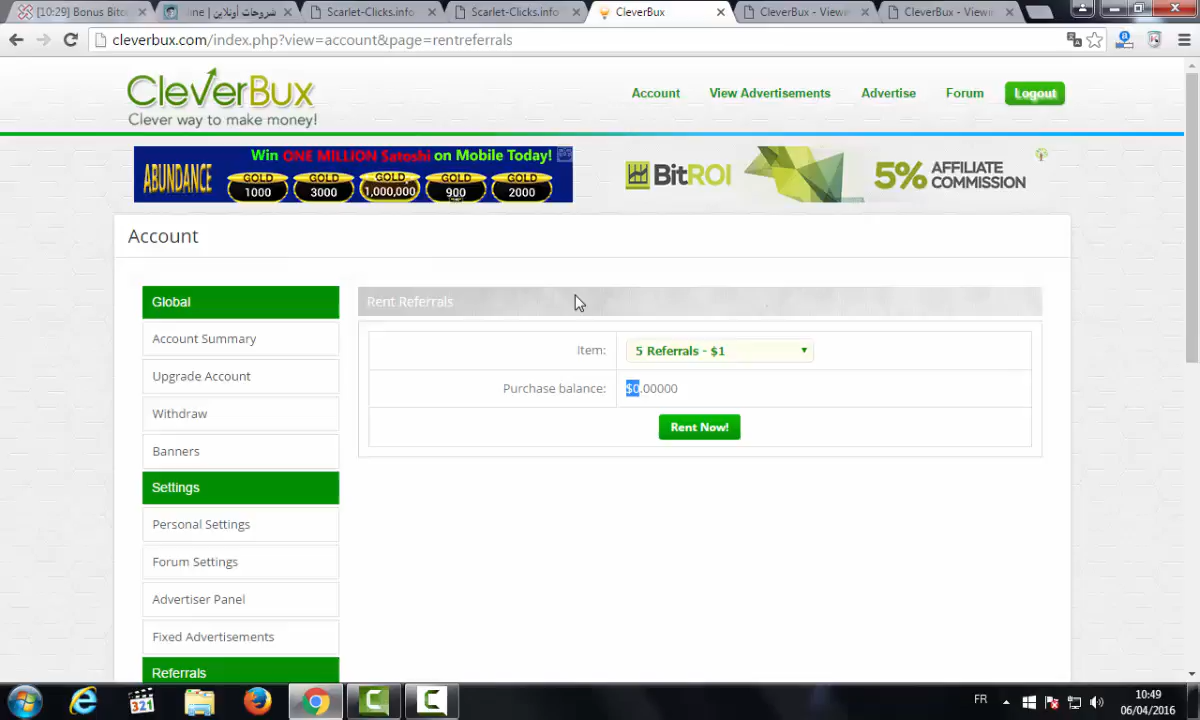 [10:29] Bonus Bitc
ine | شروحات أونلاين
Scarlet-Clicks.info
Scarlet-Clicks.info
CleverBux
CleverBux - Viewi
CleverBux - Viewi
cleverbux.com/index.php?view=account&page=rentreferrals
CleverBux
Clever way to make money!
Account
View Advertisements
Advertise
Forum
Logout
ABUNDANCE
Win ONE MILLION Satoshi on Mobile Today!
GOLD 1000
GOLD 3000
GOLD 1,000,000
GOLD 900
GOLD 2000
BitROI
5% AFFILIATE COMMISSION
Account
Global
Account Summary
Upgrade Account
Withdraw
Banners
Settings
Personal Settings
Forum Settings
Advertiser Panel
Fixed Advertisements
Referrals
Rent Referrals
Item:
5 Referrals - $1
Purchase balance:
$0.00000
Rent Now!
321
FR
10:49
06/04/2016